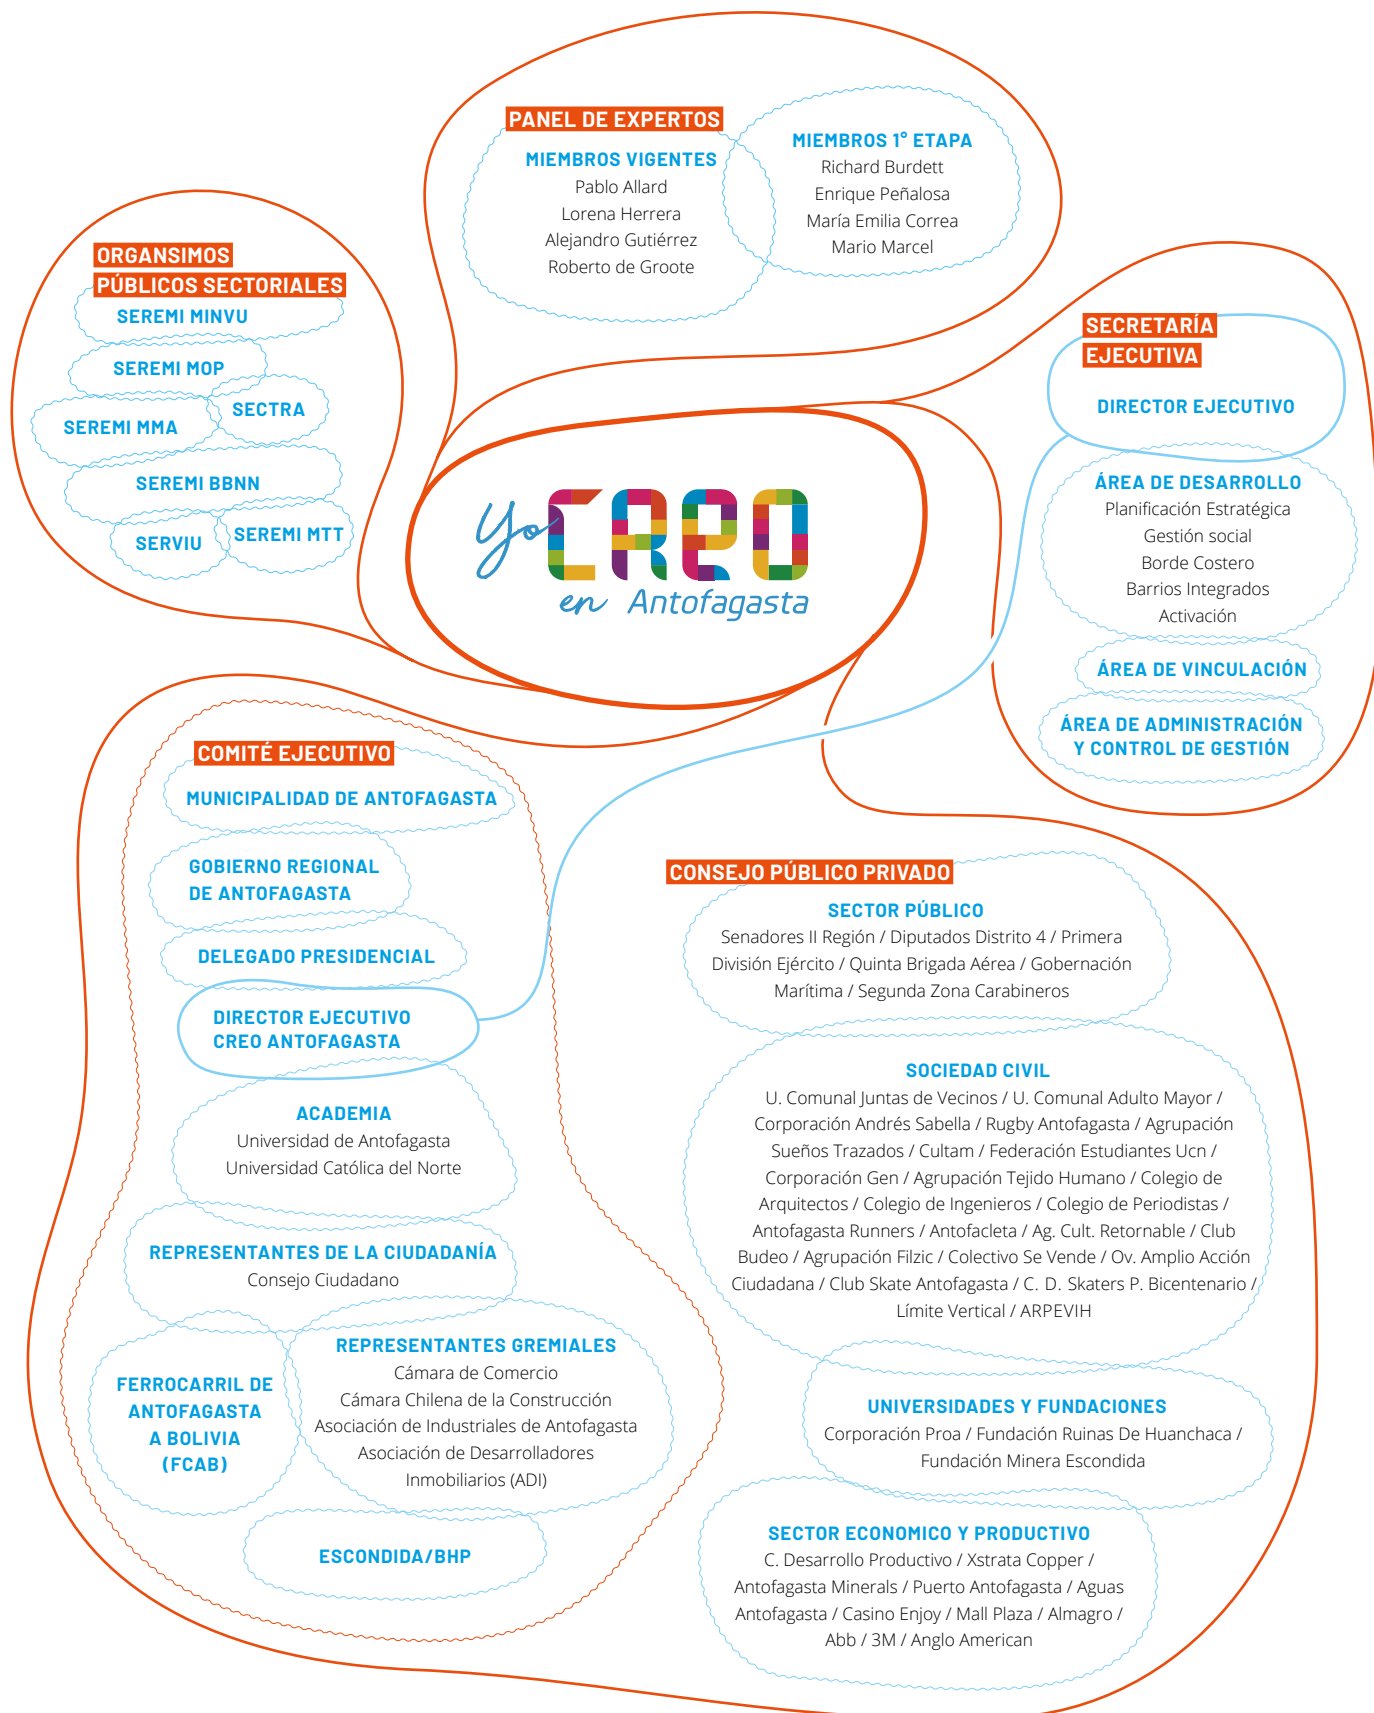 PANEL DE EXPERTOS
MIEMBROS VIGENTES
Pablo Allard
Lorena Herrera
Alejandro Gutiérrez
Roberto de Groote
MIEMBROS 1° ETAPA
Richard Burdett
Enrique Peñalosa
María Emilia Correa
Mario Marcel
ORGANSIMOS
PÚBLICOS SECTORIALES
SEREMI MINVU
SEREMI MOP
SECTRA
SEREMI MMA
SEREMI BBNN
SERVIU
SEREMI MTT
SECRETARÍA
EJECUTIVA
DIRECTOR EJECUTIVO
ÁREA DE DESARROLLO
Planificación Estratégica
Gestión social
Borde Costero
Barrios Integrados
Activación
ÁREA DE VINCULACIÓN
ÁREA DE ADMINISTRACIÓN
Y CONTROL DE GESTIÓN
Yo CREO
en Antofagasta
COMITÉ EJECUTIVO
MUNICIPALIDAD DE ANTOFAGASTA
GOBIERNO REGIONAL
DE ANTOFAGASTA
DELEGADO PRESIDENCIAL
DIRECTOR EJECUTIVO
CREO ANTOFAGASTA
ACADEMIA
Universidad de Antofagasta
Universidad Católica del Norte
REPRESENTANTES DE LA CIUDADANÍA
Consejo Ciudadano
FERROCARRIL DE
ANTOFAGASTA
A BOLIVIA
(FCAB)
REPRESENTANTES GREMIALES
Cámara de Comercio
Cámara Chilena de la Construcción
Asociación de Industriales de Antofagasta
Asociación de Desarrolladores
Inmobiliarios (ADI)
ESCONDIDA/BHP
CONSEJO PÚBLICO PRIVADO
SECTOR PÚBLICO
Senadores II Región / Diputados Distrito 4 / Primera
División Ejército / Quinta Brigada Aérea / Gobernación
Marítima / Segunda Zona Carabineros
SOCIEDAD CIVIL
U. Comunal Juntas de Vecinos / U. Comunal Adulto Mayor /
Corporación Andrés Sabella / Rugby Antofagasta / Agrupación
Sueños Trazados / Cultam / Federación Estudiantes Ucn /
Corporación Gen / Agrupación Tejido Humano / Colegio de
Arquitectos / Colegio de Ingenieros / Colegio de Periodistas /
Antofagasta Runners / Antofacleta / Ag. Cult. Retornable / Club
Budeo / Agrupación Filzic / Colectivo Se Vende / Ov. Amplio Acción
Ciudadana / Club Skate Antofagasta / C. D. Skaters P. Bicentenario /
Límite Vertical / ARPEVIH
UNIVERSIDADES Y FUNDACIONES
Corporación Proa / Fundación Ruinas De Huanchaca /
Fundación Minera Escondida
SECTOR ECONOMICO Y PRODUCTIVO
C. Desarrollo Productivo / Xstrata Copper /
Antofagasta Minerals / Puerto Antofagasta / Aguas
Antofagasta / Casino Enjoy / Mall Plaza / Almagro /
Abb / 3M / Anglo American